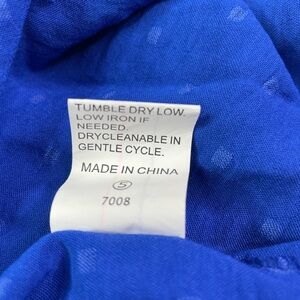 TUMBLE DRY LOW.
LOW IRON IF
NEEDED.
DRYCLEANABLE IN
GENTLE CYCLE.
MADE IN CHINA
⑤
7008